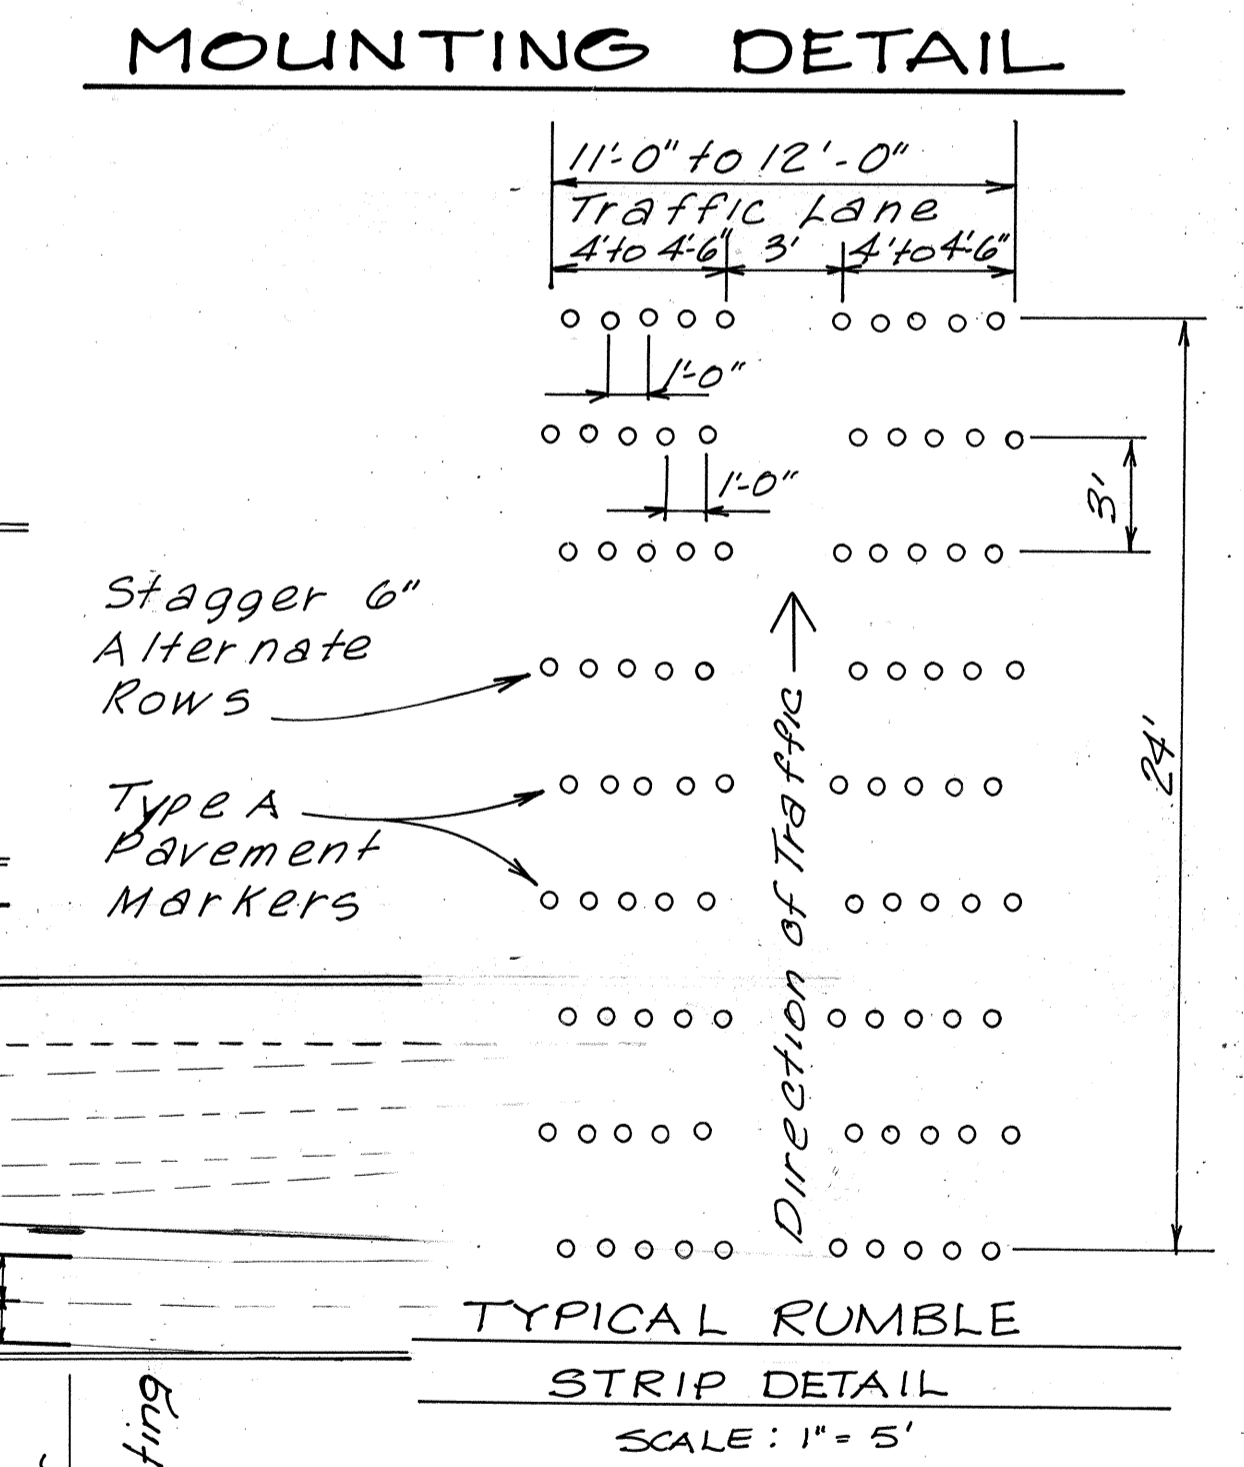 MOUNTING DETAIL
11'-0" to 12'-0"
Traffic Lane
4' to 4'-6" 3' 4' to 4'-6"
1'-0"
1'-0"
3'
Stagger 6"
Alternate
Rows
24'
Type A
Pavement
Markers
Direction of Traffic
TYPICAL RUMBLE
STRIP DETAIL
SCALE: 1" = 5'